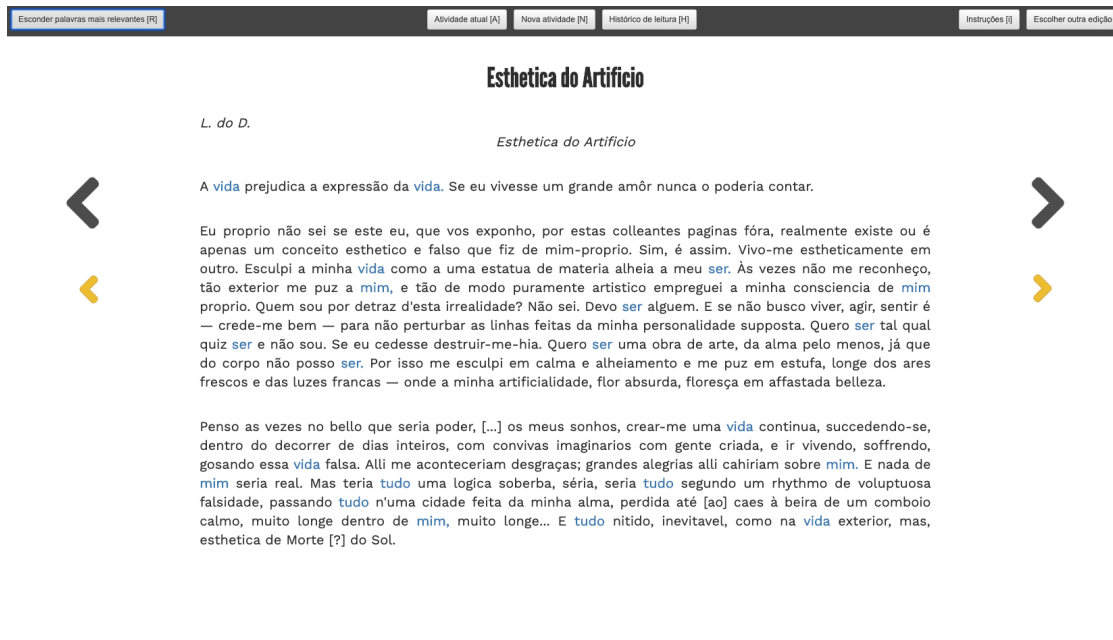 Esconder palavras mais relevantes [R] Atividade atual [A] Nova atividade [N] Histórico de leitura [H] Instruções [i] Escolher outra edição
Esthetica do Artificio
L. do D.
Esthetica do Artificio
A vida prejudica a expressão da vida. Se eu vivesse um grande amôr nunca o poderia contar.
Eu proprio não sei se este eu, que vos exponho, por estas colleantes paginas fóra, realmente existe ou é
apenas um conceito esthetico e falso que fiz de mim-proprio. Sim, é assim. Vivo-me estheticamente em
outro. Esculpi a minha vida como a uma estatua de materia alheia a meu ser. Às vezes não me reconheço,
tão exterior me puz a mim, e tão de modo puramente artistico empreguei a minha consciencia de mim
proprio. Quem sou por detraz d'esta irrealidade? Não sei. Devo ser alguem. E se não busco viver, agir, sentir é
— crede-me bem — para não perturbar as linhas feitas da minha personalidade supposta. Quero ser tal qual
quiz ser e não sou. Se eu cedesse destruir-me-hia. Quero ser uma obra de arte, da alma pelo menos, já que
do corpo não posso ser. Por isso me esculpi em calma e alheiamento e me puz em estufa, longe dos ares
frescos e das luzes francas — onde a minha artificialidade, flor absurda, floresça em affastada belleza.
Penso as vezes no bello que seria poder, [...] os meus sonhos, crear-me uma vida continua, succedendo-se,
dentro do decorrer de dias inteiros, com convivas imaginarios com gente criada, e ir vivendo, soffrendo,
gosando essa vida falsa. Alli me aconteceriam desgraças; grandes alegrias alli cahiriam sobre mim. E nada de
mim seria real. Mas teria tudo uma logica soberba, séria, seria tudo segundo um rhythmo de voluptuosa
falsidade, passando tudo n'uma cidade feita da minha alma, perdida até [ao] caes à beira de um comboio
calmo, muito longe dentro de mim, muito longe... E tudo nitido, inevitavel, como na vida exterior, mas,
esthetica de Morte [?] do Sol.